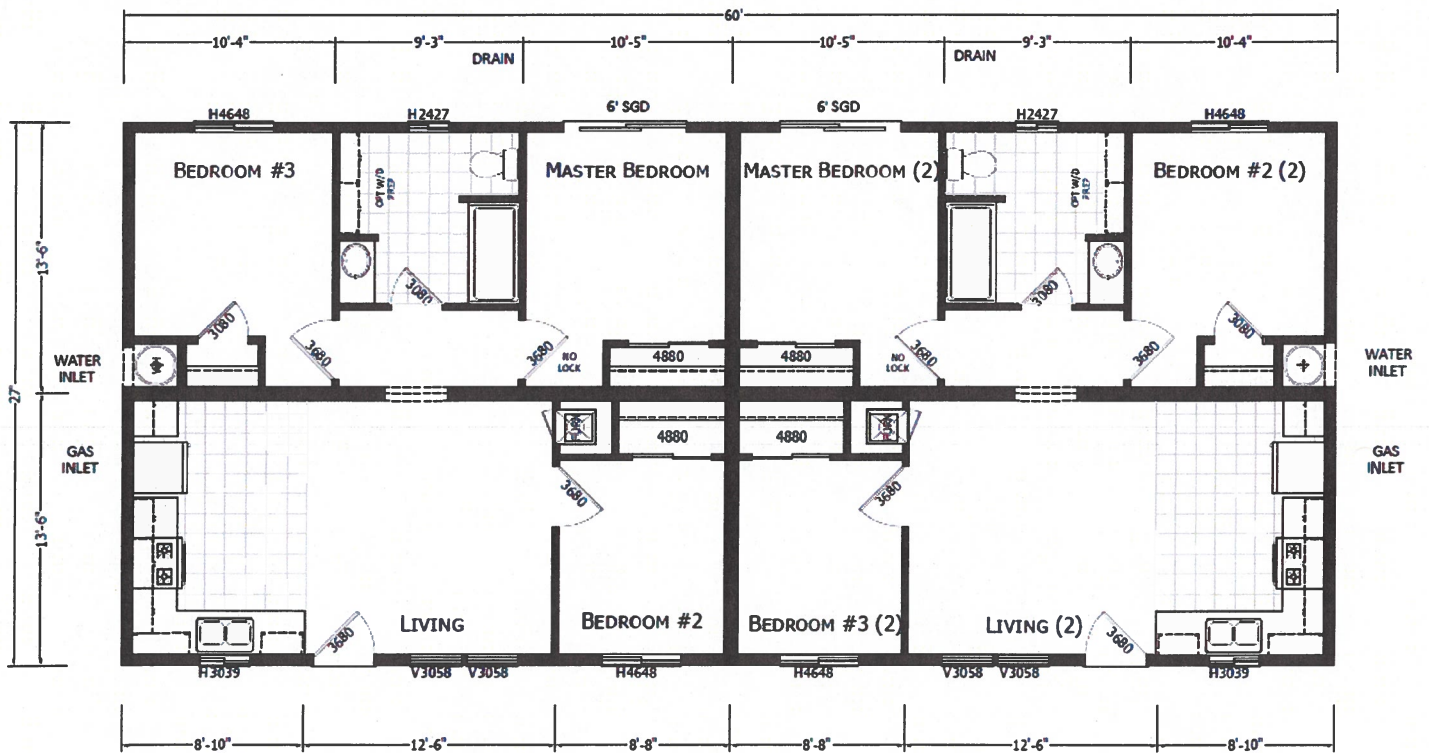 60'
10'-4" 9'-3" 10'-5" 10'-5" 9'-3" 10'-4"
DRAIN DRAIN
H4648 H2427 6' SGD 6' SGD H2427 H4648
BEDROOM #3 MASTER BEDROOM MASTER BEDROOM (2) BEDROOM #2 (2)
OPT W/D
PREP
OPT W/D
PREP
13'-6"
3080 3080 3080 3080
3680 3680 3680 3680
WATER
INLET
NO
LOCK
4880 4880
NO
LOCK
WATER
INLET
27'
GAS
INLET
FURN
4880 4880
FURN
GAS
INLET
3680 3680
13'-6"
3680 LIVING BEDROOM #2 BEDROOM #3 (2) LIVING (2) 3680
H3039 V3058 V3058 H4648 H4648 V3058 V3058 H3039
8'-10" 12'-6" 8'-8" 8'-8" 12'-6" 8'-10"